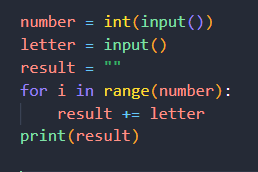 number = int(input())
letter = input()
result = ""
for i in range(number):
    result += letter
print(result)